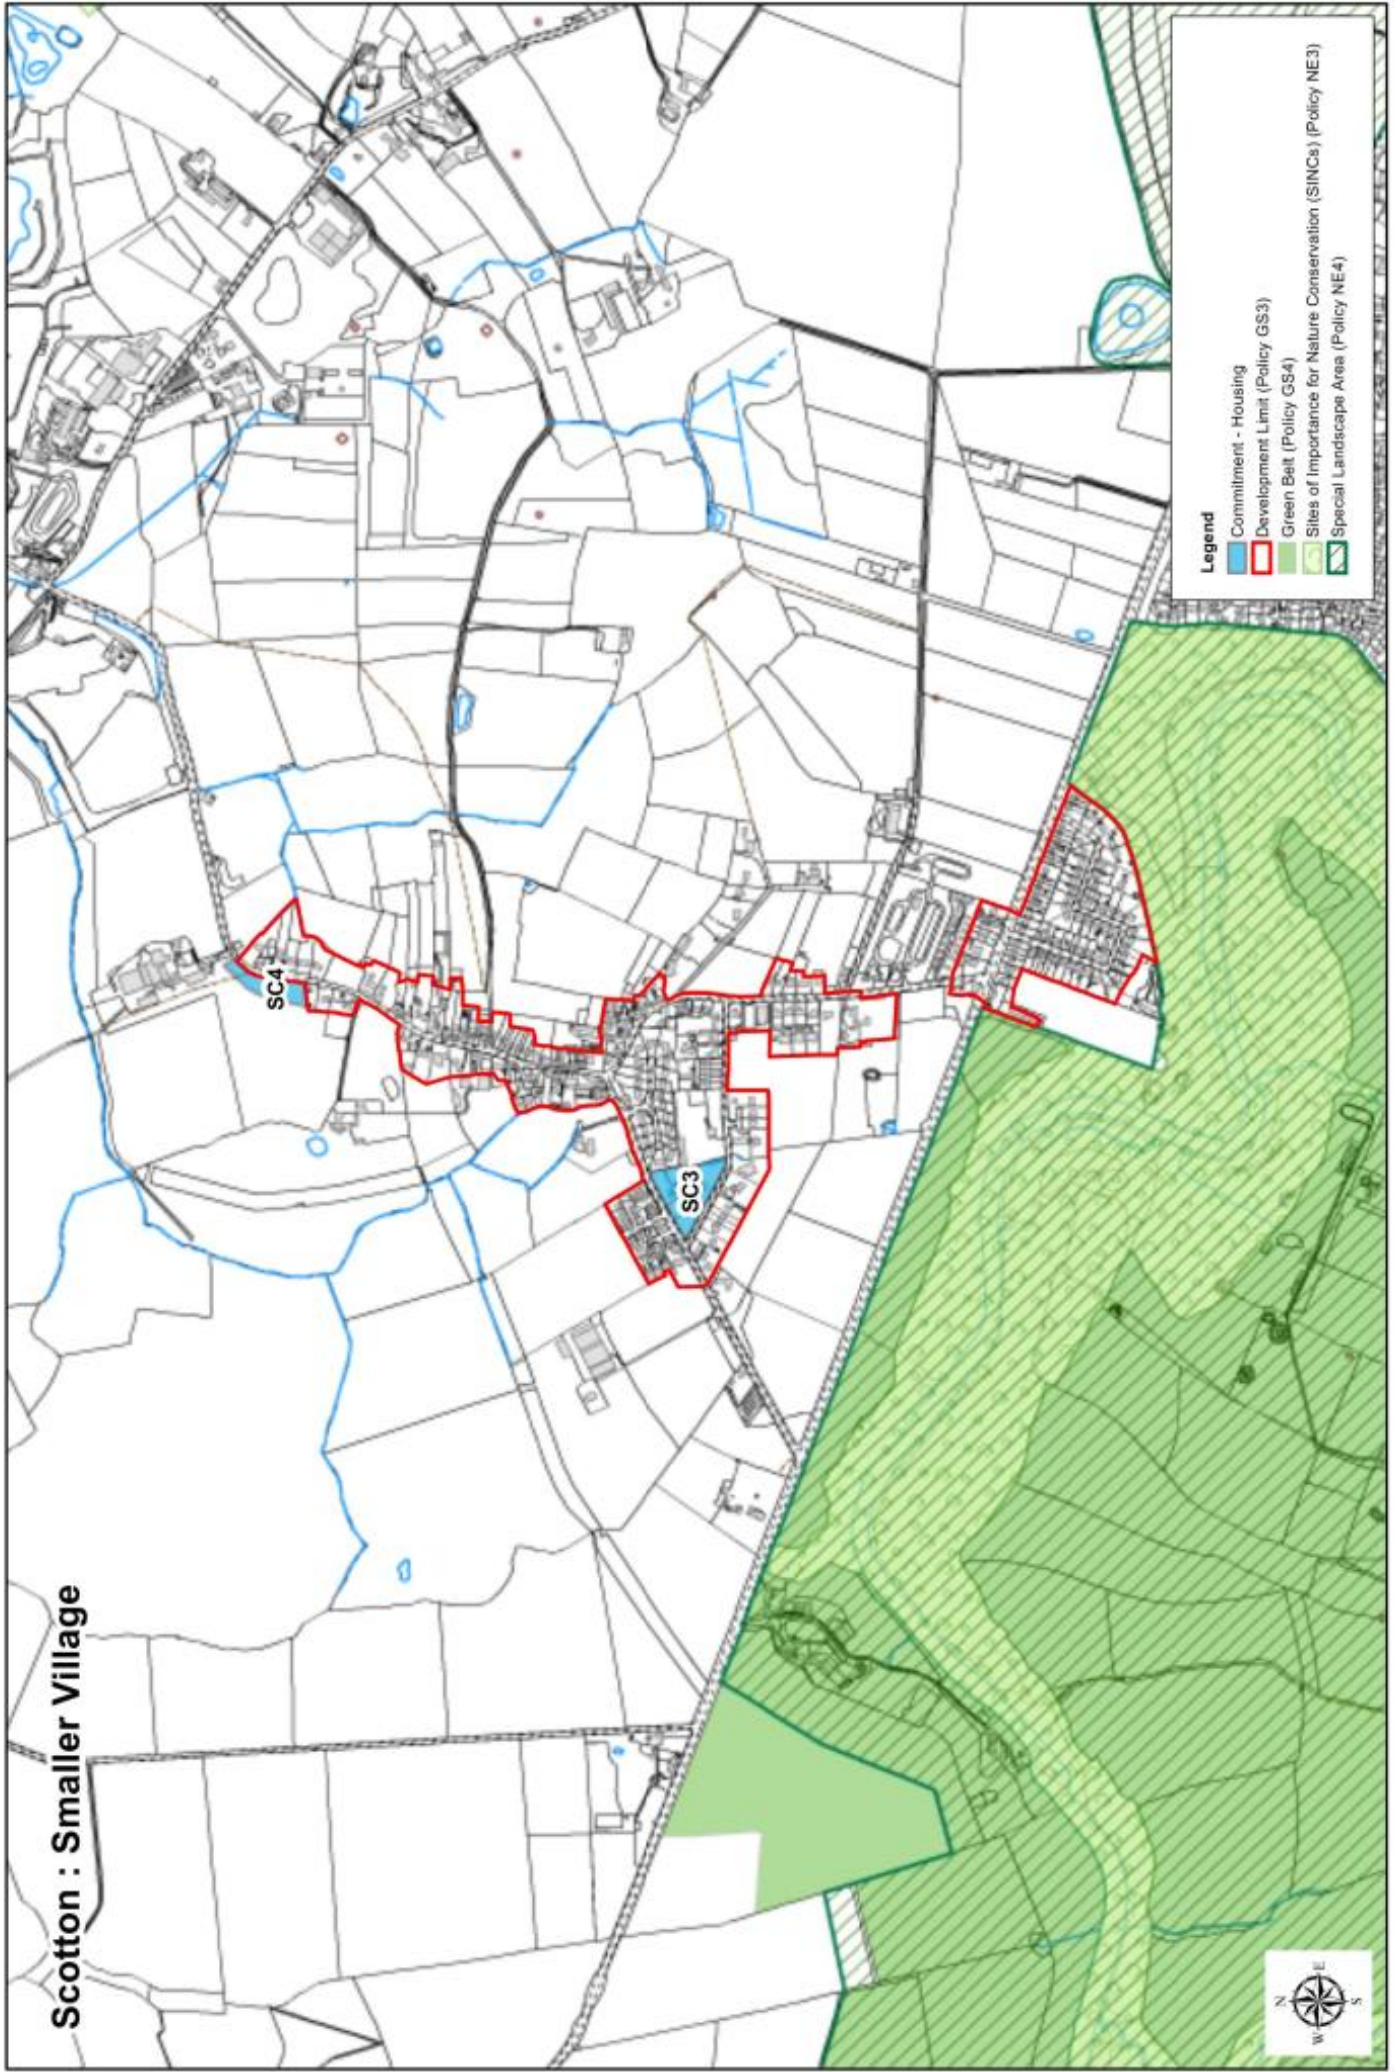 Scotton : Smaller Village
SC4
SC3
Legend
Commitment - Housing
Development Limit (Policy GS3)
Green Belt (Policy GS4)
Sites of Importance for Nature Conservation (SINCs) (Policy NE3)
Special Landscape Area (Policy NE4)
N
W
E
S